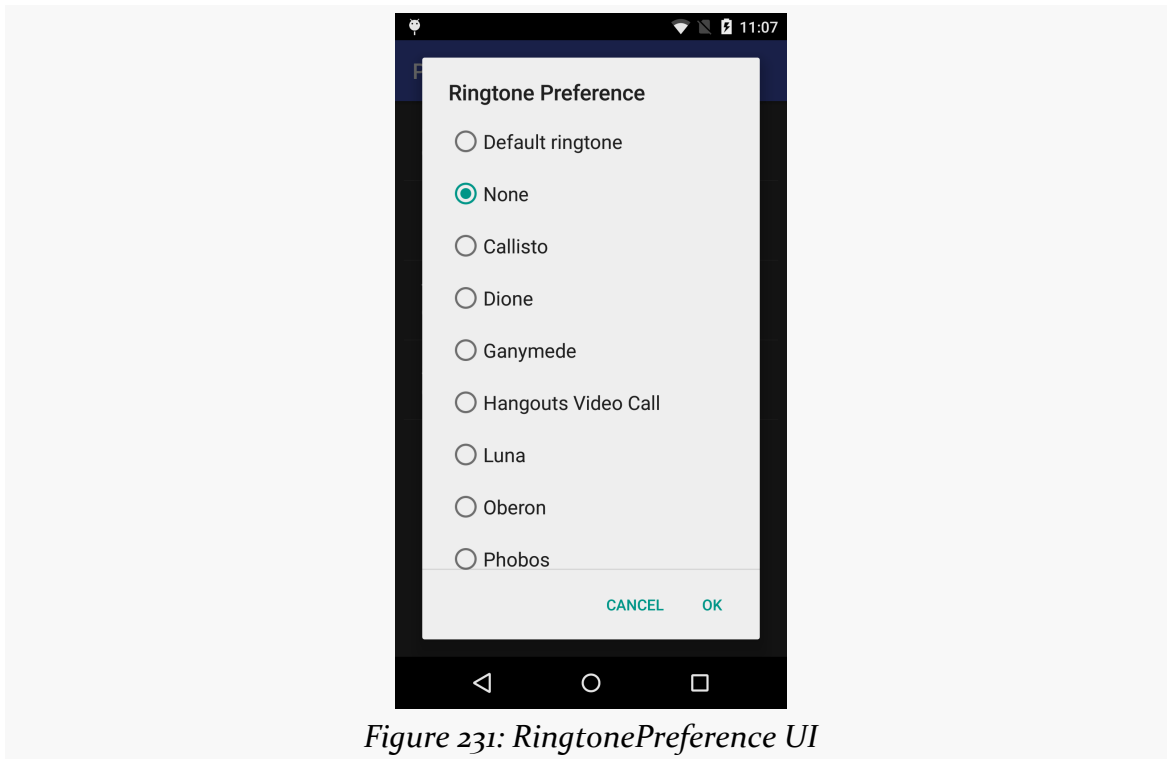 11:07
P
Ringtone Preference
Default ringtone
None
Callisto
Dione
Ganymede
Hangouts Video Call
Luna
Oberon
Phobos
CANCEL OK
Figure 231: RingtonePreference UI